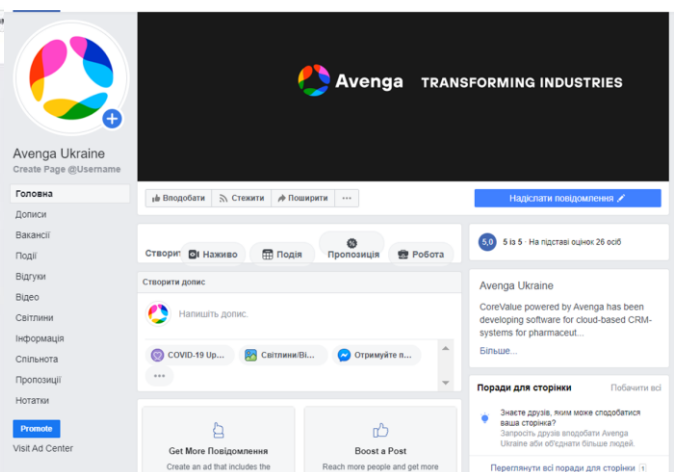 Avenga TRANSFORMING INDUSTRIES
Avenga Ukraine
Create Page @Username
Головна
Дописи
Вакансії
Події
Відгуки
Відео
Світлини
Інформація
Спільнота
Пропозиції
Нотатки
Promote
Visit Ad Center
Вподобати
Стежити
Поширити
Надіслати повідомлення
Створит
Наживо
Подія
Пропозиція
Робота
Створити допис
Напишіть допис.
COVID-19 Up...
Світлини/Ві...
Отримуйте п...
Get More Повідомлення
Create an ad that includes the
Boost a Post
Reach more people and get more
5,0 5 із 5 · На підставі оцінок 26 осіб
Avenga Ukraine
CoreValue powered by Avenga has been
developing software for cloud-based CRM-
systems for pharmaceut...
Більше...
Поради для сторінки Побачити всі
Знаєте друзів, яким може сподобатися
ваша сторінка?
Запросіть друзів вподобати Avenga
Ukraine аби об'єднати більше людей.
Переглянути всі поради для сторінки